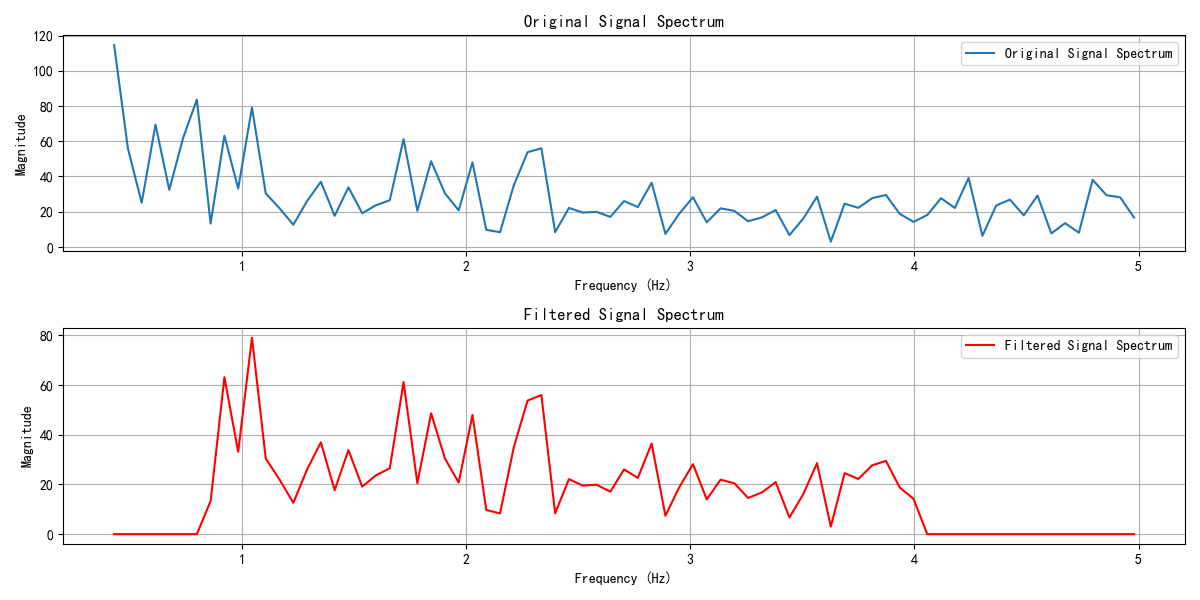 Original Signal Spectrum
120
100
80
60
40
20
0
Magnitude
Original Signal Spectrum
1 2 3 4 5
Frequency (Hz)
Filtered Signal Spectrum
80
60
40
20
0
Magnitude
Filtered Signal Spectrum
1 2 3 4 5
Frequency (Hz)